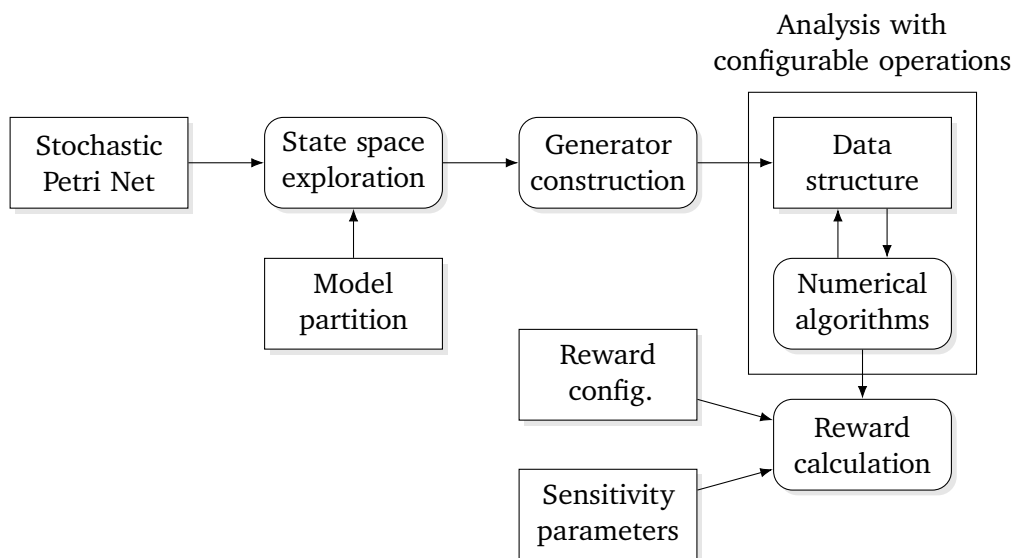 Analysis with
configurable operations
Stochastic
Petri Net
State space
exploration
Generator
construction
Data
structure
Model
partition
Numerical
algorithms
Reward
config.
Reward
calculation
Sensitivity
parameters